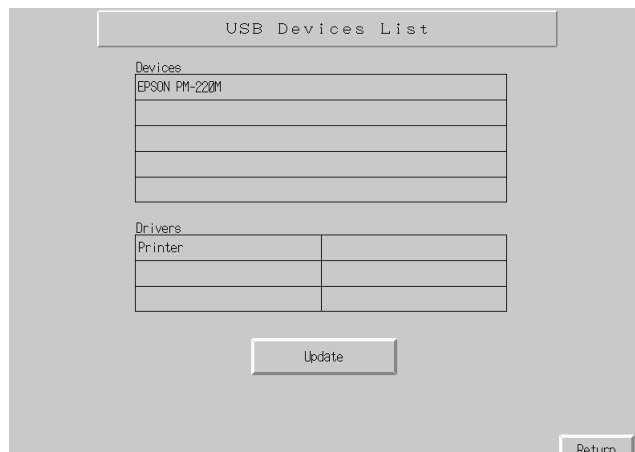 USB Devices List
Devices
EPSON PM-220M
Drivers
Printer
Update
Return